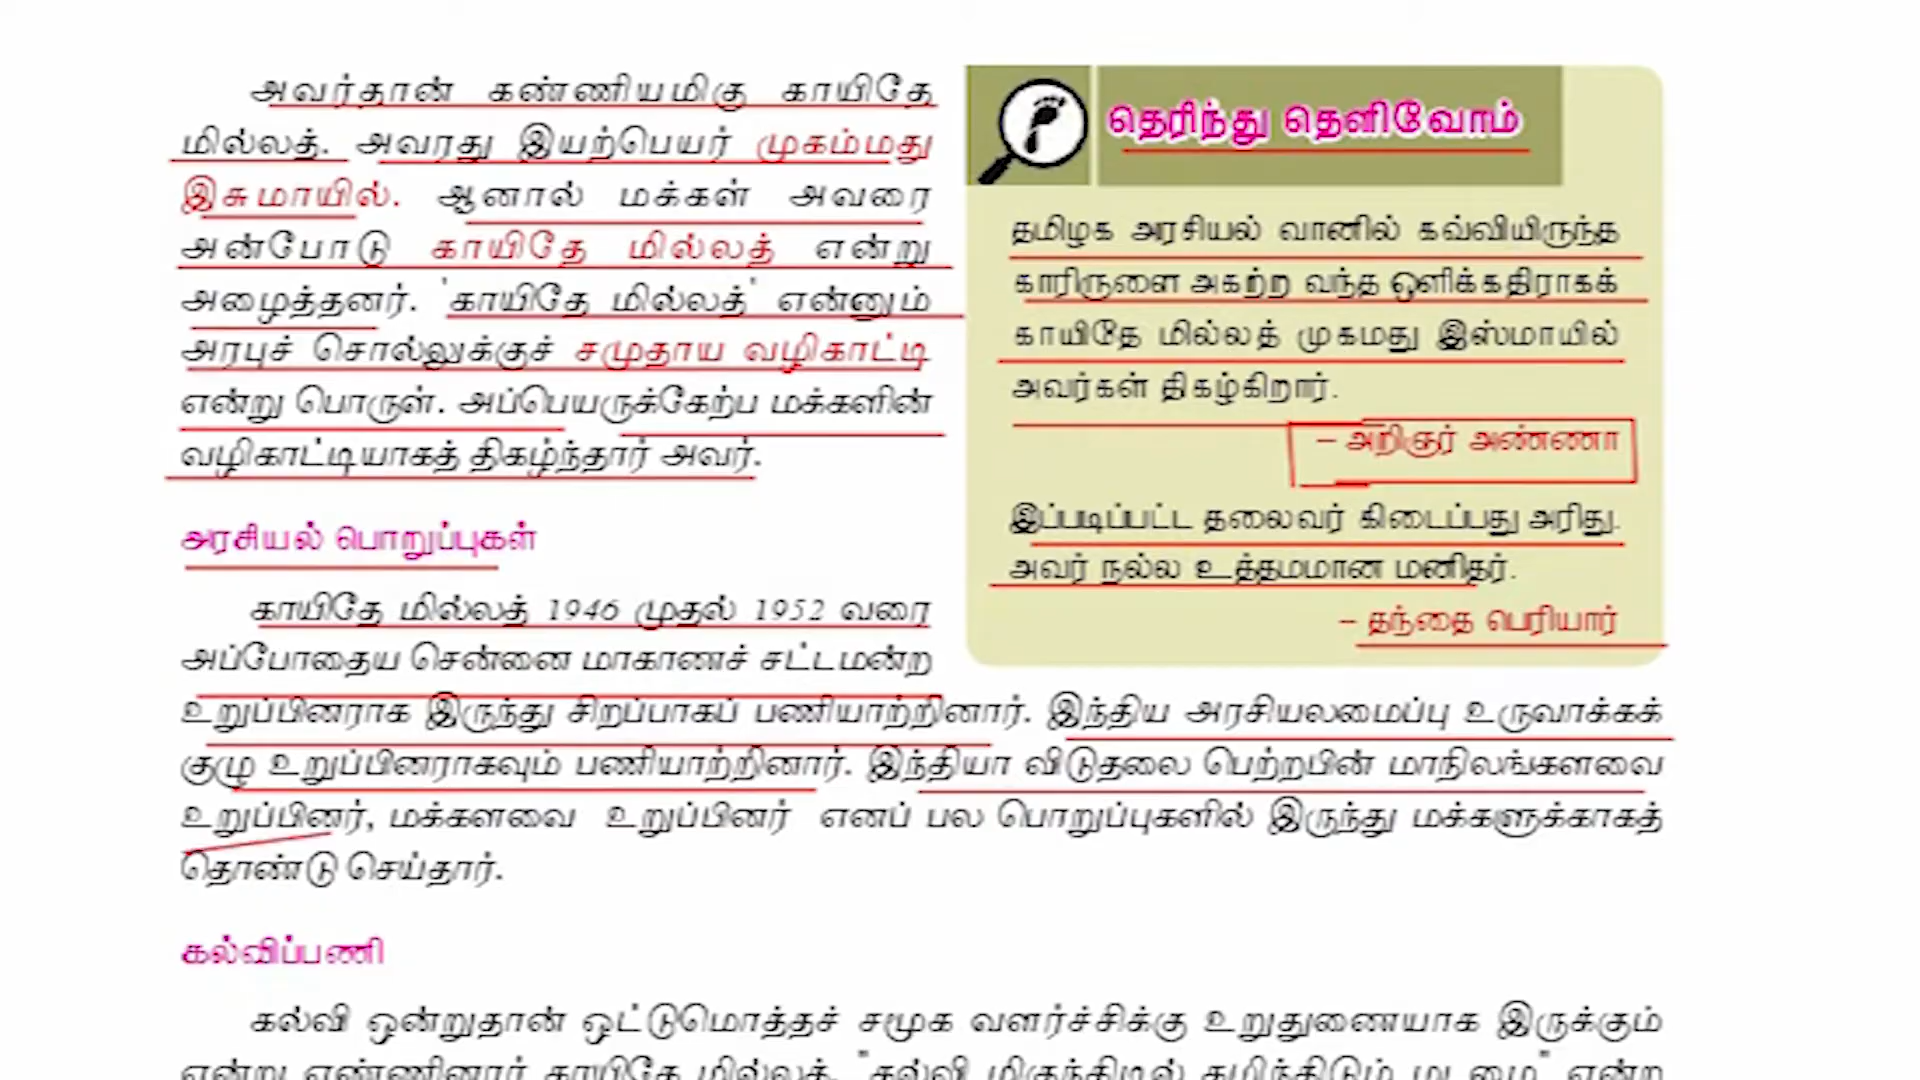 அவர்தான் கண்ணியமிகு காயிதே
மில்லத். அவரது இயற்பெயர் முகம்மது
இசுமாயில். ஆனால் மக்கள் அவரை
அன்போடு காயிதே மில்லத் என்று
அழைத்தனர். 'காயிதே மில்லத்' என்னும்
அரபுச் சொல்லுக்குச் சமுதாய வழிகாட்டி
என்று பொருள். அப்பெயருக்கேற்ப மக்களின்
வழிகாட்டியாகத் திகழ்ந்தார் அவர்.
தெரிந்து தெளிவோம்
தமிழக அரசியல் வானில் கவ்வியிருந்த
காரிருளை அகற்ற வந்த ஒளிக்கதிராகக்
காயிதே மில்லத் முகமது இஸ்மாயில்
அவர்கள் திகழ்கிறார்.
– அறிஞர் அண்ணா
இப்படிப்பட்ட தலைவர் கிடைப்பது அரிது.
அவர் நல்ல உத்தமமான மனிதர்.
– தந்தை பெரியார்
அரசியல் பொறுப்புகள்
காயிதே மில்லத் 1946 முதல் 1952 வரை
அப்போதைய சென்னை மாகாணச் சட்டமன்ற
உறுப்பினராக இருந்து சிறப்பாகப் பணியாற்றினார். இந்திய அரசியலமைப்பு உருவாக்கக்
குழு உறுப்பினராகவும் பணியாற்றினார். இந்தியா விடுதலை பெற்றபின் மாநிலங்களவை
உறுப்பினர், மக்களவை உறுப்பினர் எனப் பல பொறுப்புகளில் இருந்து மக்களுக்காகத்
தொண்டு செய்தார்.
கல்விப்பணி
கல்வி ஒன்றுதான் ஒட்டுமொத்தச் சமூக வளர்ச்சிக்கு உறுதுணையாக இருக்கும்
என்று எண்ணினார் காயிதே மில்லத். "கல்வி